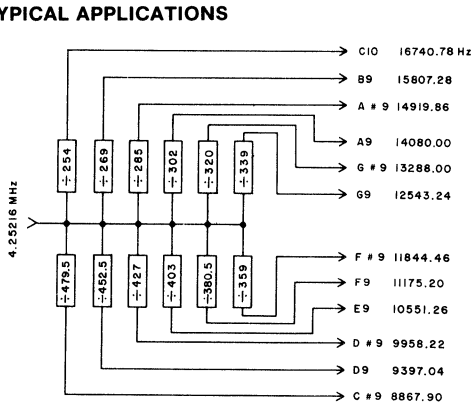 YPICAL APPLICATIONS
C10 16740.78 Hz
B9 15807.28
A # 9 14919.86
A9 14080.00
G # 9 13288.00
G9 12543.24
÷254
÷269
÷285
÷302
÷320
÷339
4.25216 MHz
÷479.5
÷452.5
÷427
÷403
÷380.5
÷359
F # 9 11844.46
F9 11175.20
E9 10551.26
D # 9 9958.22
D9 9397.04
C # 9 8867.90